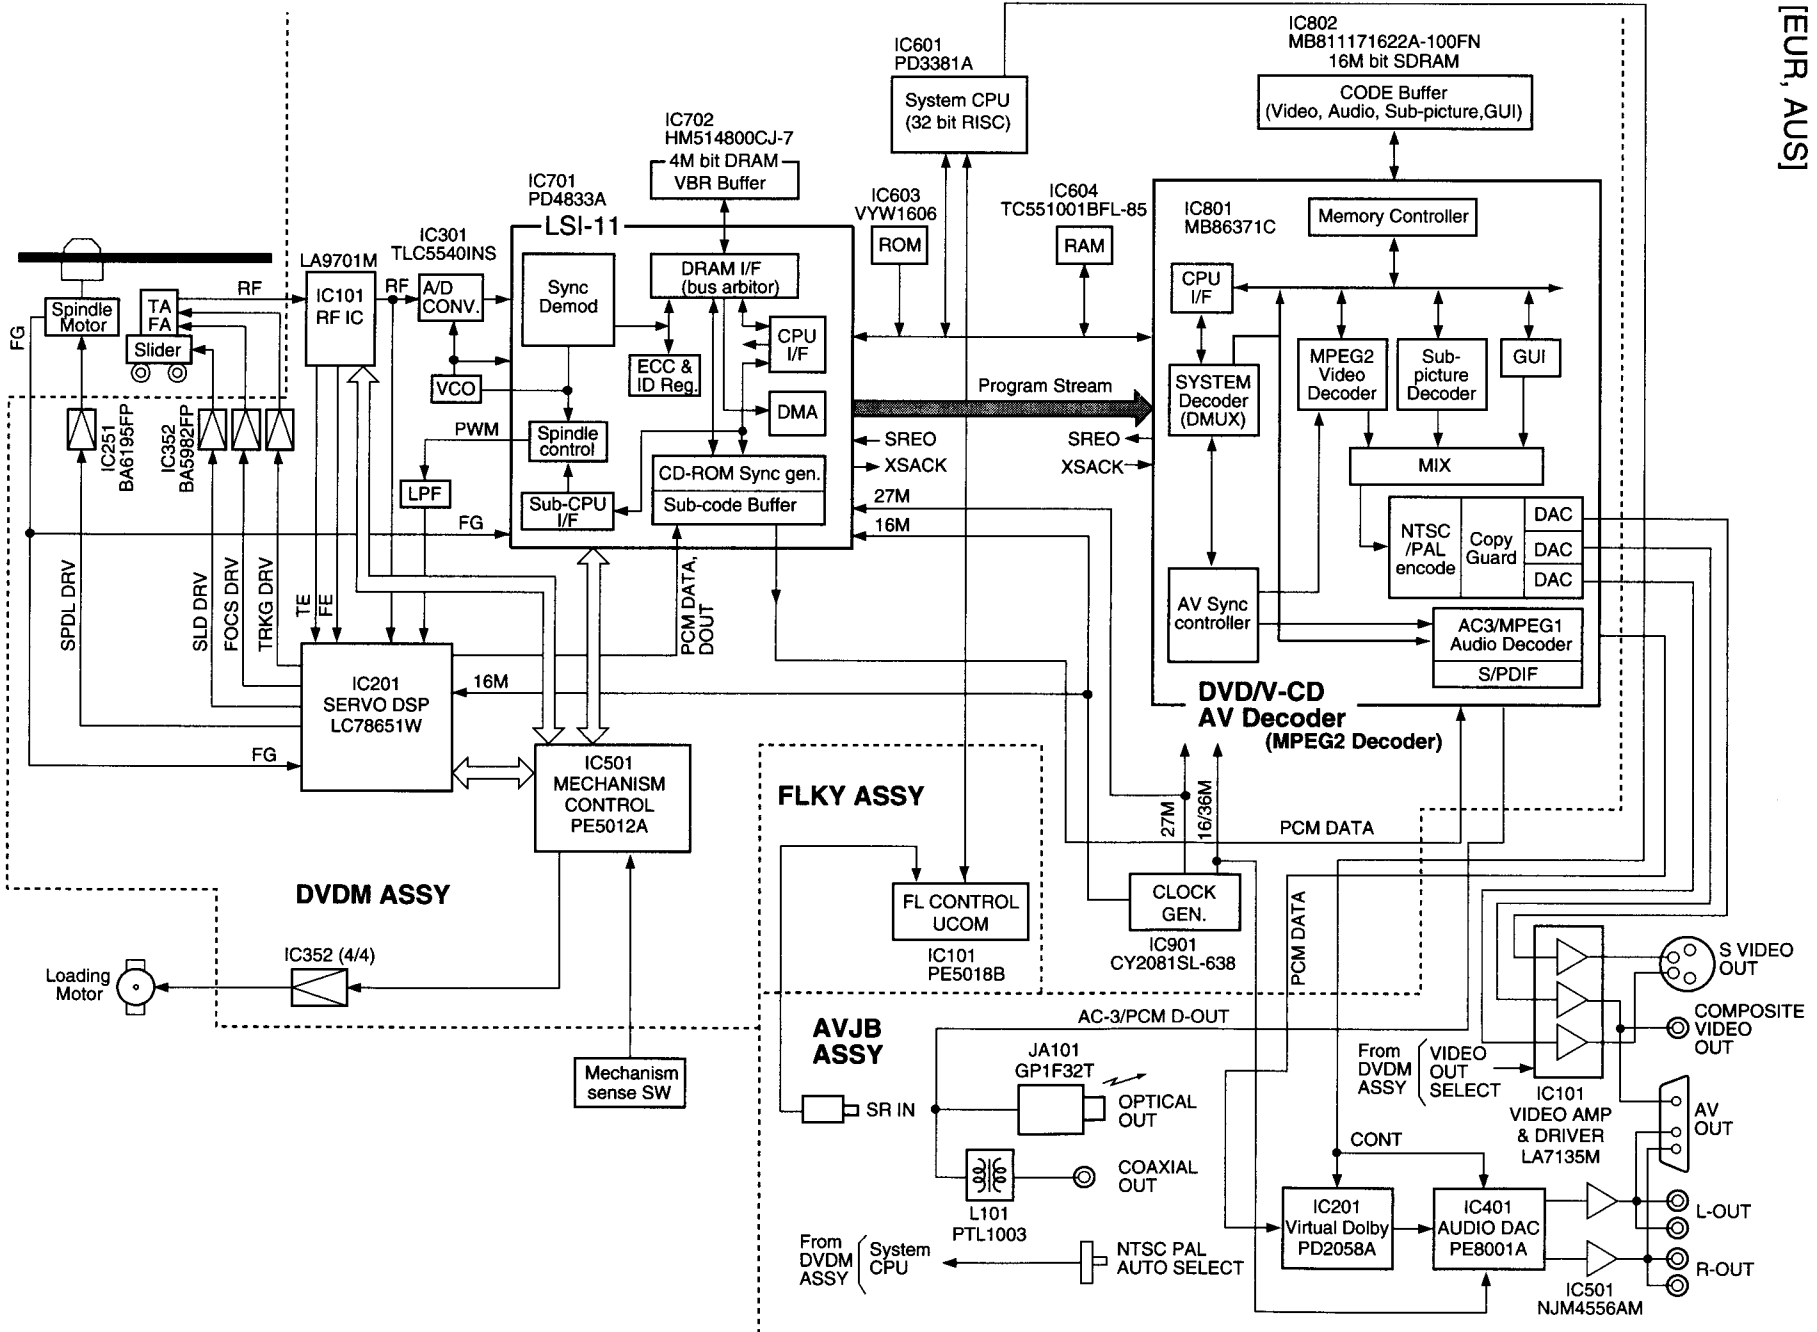 [EUR, AUS]
IC802
MB811171622A-100FN
16M bit SDRAM
CODE Buffer
(Video, Audio, Sub-picture,GUI)
IC601
PD3381A
System CPU
(32 bit RISC)
IC702
HM514800CJ-7
4M bit DRAM
VBR Buffer
IC701
PD4833A
LSI-11
IC603
VYW1606
ROM
IC604
TC551001BFL-85
RAM
IC801
MB86371C
Memory Controller
CPU
I/F
IC301
TLC5540INS
A/D
CONV.
LA9701M
IC101
RF IC
RF
RF
Sync
Demod
DRAM I/F
(bus arbitor)
CPU
I/F
ECC &
ID Reg.
DMA
VCO
Spindle
Motor
TA
FA
Slider
FG
IC251
BA6195FP
IC352
BA5982FP
PWM
Spindle
control
LPF
Sub-CPU
I/F
CD-ROM Sync gen.
Sub-code Buffer
FG
Program Stream
SREO
XSACK
SREO
XSACK
27M
16M
SYSTEM
Decoder
(DMUX)
MPEG2
Video
Decoder
Sub-
picture
Decoder
GUI
MIX
NTSC
/PAL
encode
Copy
Guard
DAC
DAC
DAC
AV Sync
controller
AC3/MPEG1
Audio Decoder
S/PDIF
DVD/V-CD
AV Decoder
(MPEG2 Decoder)
SPDL DRV
SLD DRV
FOCS DRV
TRKG DRV
TE
FE
PCM DATA,
DOUT
IC201
SERVO DSP
LC78651W
16M
FG
IC501
MECHANISM
CONTROL
PE5012A
FLKY ASSY
27M
16/36M
PCM DATA
DVDM ASSY
FL CONTROL
UCOM
IC101
PE5018B
CLOCK
GEN.
IC901
CY2081SL-638
PCM DATA
IC352 (4/4)
Loading
Motor
Mechanism
sense SW
AVJB
ASSY
AC-3/PCM D-OUT
JA101
GP1F32T
SR IN
OPTICAL
OUT
COAXIAL
OUT
L101
PTL1003
From
DVDM
ASSY
System
CPU
NTSC PAL
AUTO SELECT
From
DVDM
ASSY
VIDEO
OUT
SELECT
IC101
VIDEO AMP
& DRIVER
LA7135M
S VIDEO
OUT
COMPOSITE
VIDEO
OUT
AV
OUT
CONT
IC201
Virtual Dolby
PD2058A
IC401
AUDIO DAC
PE8001A
IC501
NJM4556AM
L-OUT
R-OUT